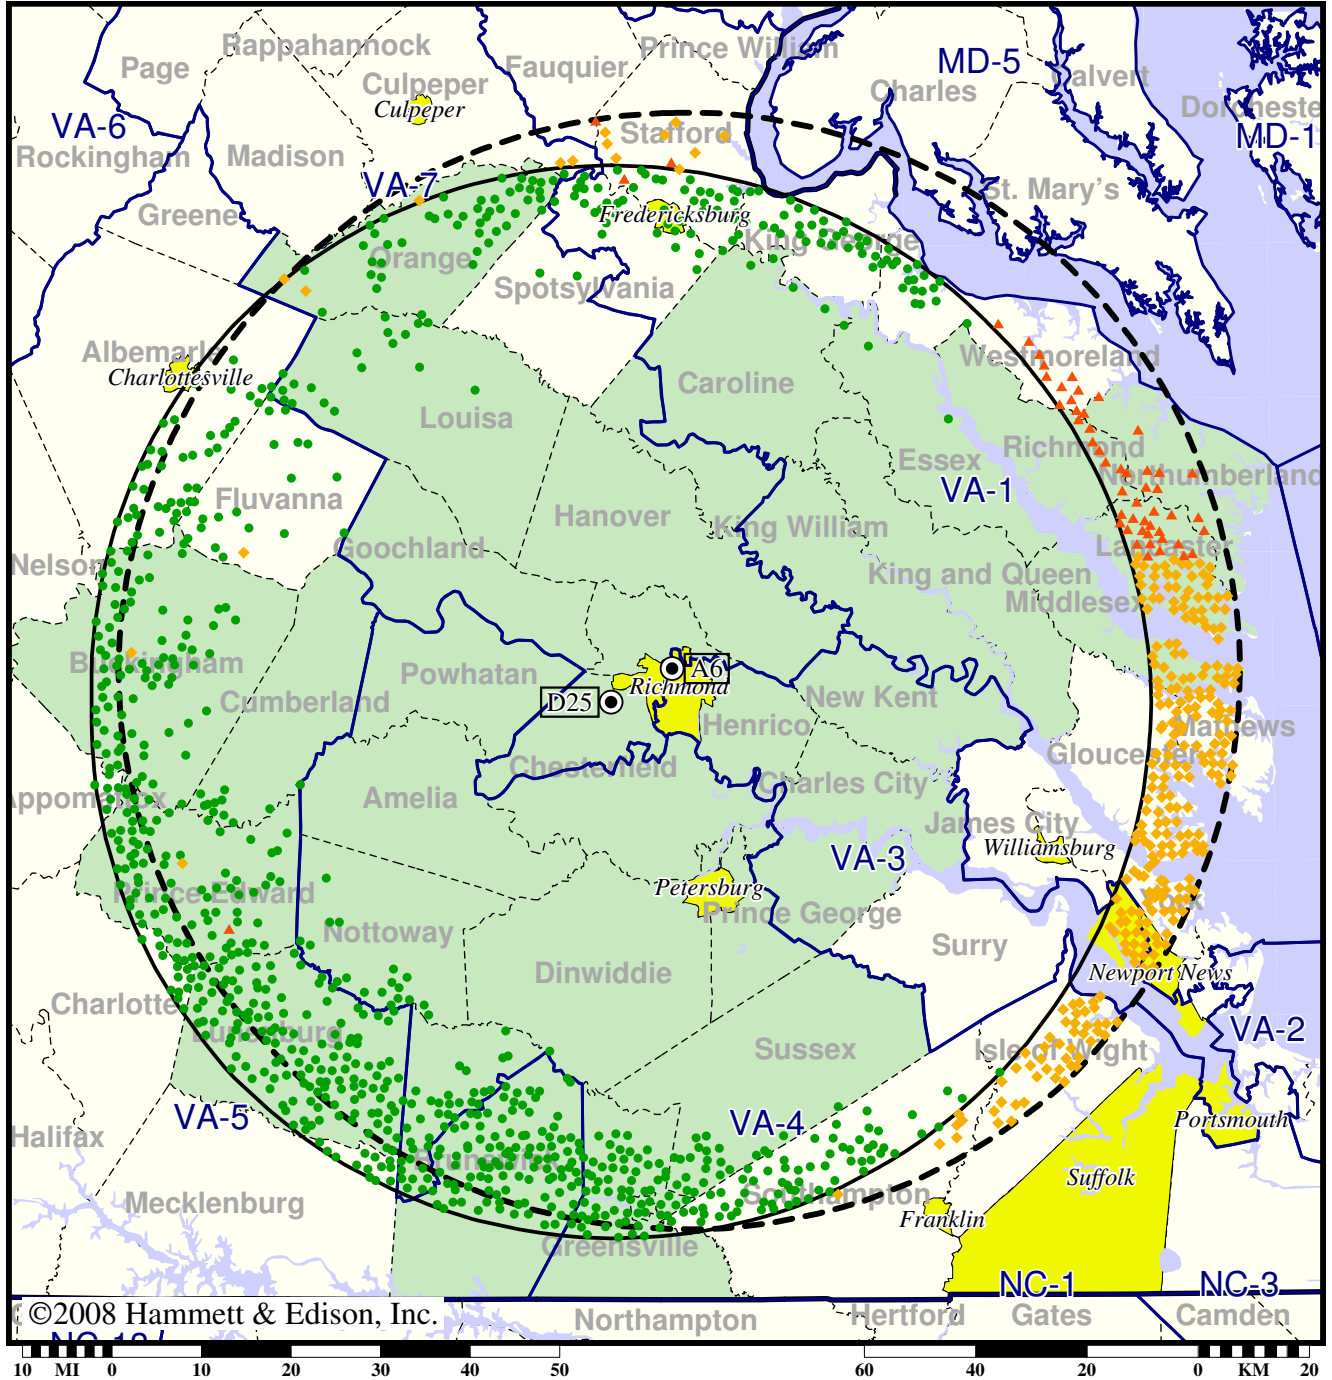 Rappahannock
Prince William
Page
Fauquier
MD-5
Calvert
Culpeper
Charles
Culpeper
Dorcheste
VA-6
Stafford
MD-1
Rockingham
Madison
VA-7
St. Mary's
Greene
Fredericksburg
King George
Orange
Spotsylvania
Albemarle
Westmoreland
Charlottesville
Caroline
Louisa
Richmond
Essex
Northumberland
VA-1
Fluvanna
Hanover
King William
Goochland
Lancaster
Nelson
King and Queen
Middlesex
Buckingham
Powhatan
A6
Richmond
Cumberland
D25
New Kent
Henrico
Mathews
Gloucester
Chesterfield
Charles City
Appomattox
Amelia
James City
Williamsburg
VA-3
Petersburg
Prince Edward
York
Prince George
Nottoway
Surry
Dinwiddie
Newport News
Charlotte
Lunenburg
VA-2
Sussex
Isle of Wight
VA-5
VA-4
Portsmouth
Halifax
Brunswick
Suffolk
Mecklenburg
Southampton
Franklin
Greensville
NC-1
NC-3
©2008 Hammett & Edison, Inc.
Northampton
Hertford
Gates
Camden
10 MI 0 10 20 30 40 50
60 40 20 0 KM 20